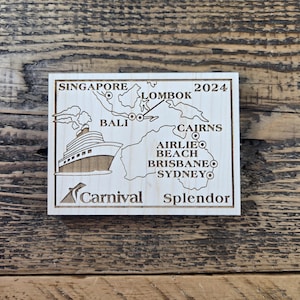 SINGAPORE 2024
LOMBOK
BALI
CAIRNS
AIRLIE
BEACH
BRISBANE
SYDNEY
Carnival Splendor